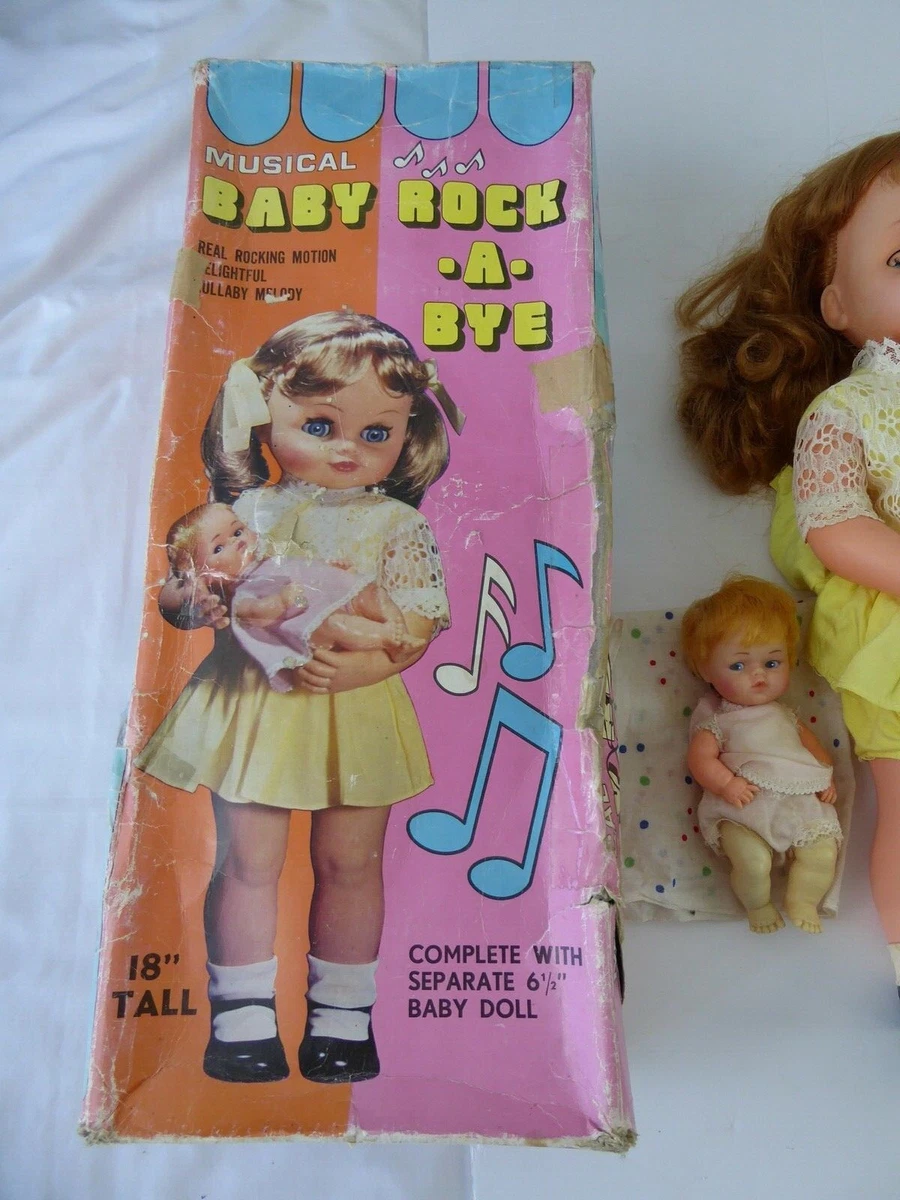 MUSICAL
BABY ROCK
·A·
BYE
REAL ROCKING MOTION
ELIGHTFUL
ULLABY MELODY
18"
TALL
COMPLETE WITH
SEPARATE 6½"
BABY DOLL